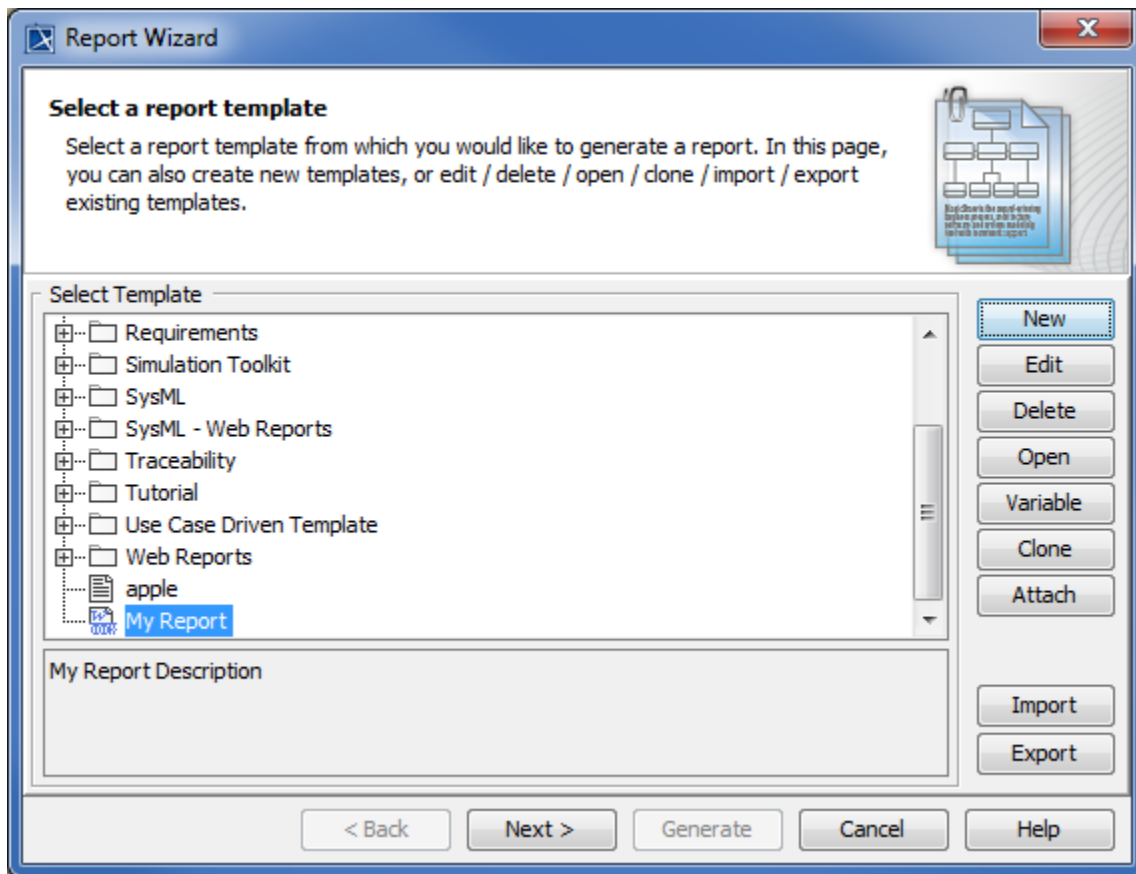 Report Wizard
Select a report template
Select a report template from which you would like to generate a report. In this page,
you can also create new templates, or edit / delete / open / clone / import / export
existing templates.
Select Template
Requirements
Simulation Toolkit
SysML
SysML - Web Reports
Traceability
Tutorial
Use Case Driven Template
Web Reports
apple
My Report
My Report Description
New
Edit
Delete
Open
Variable
Clone
Attach
Import
Export
< Back
Next >
Generate
Cancel
Help